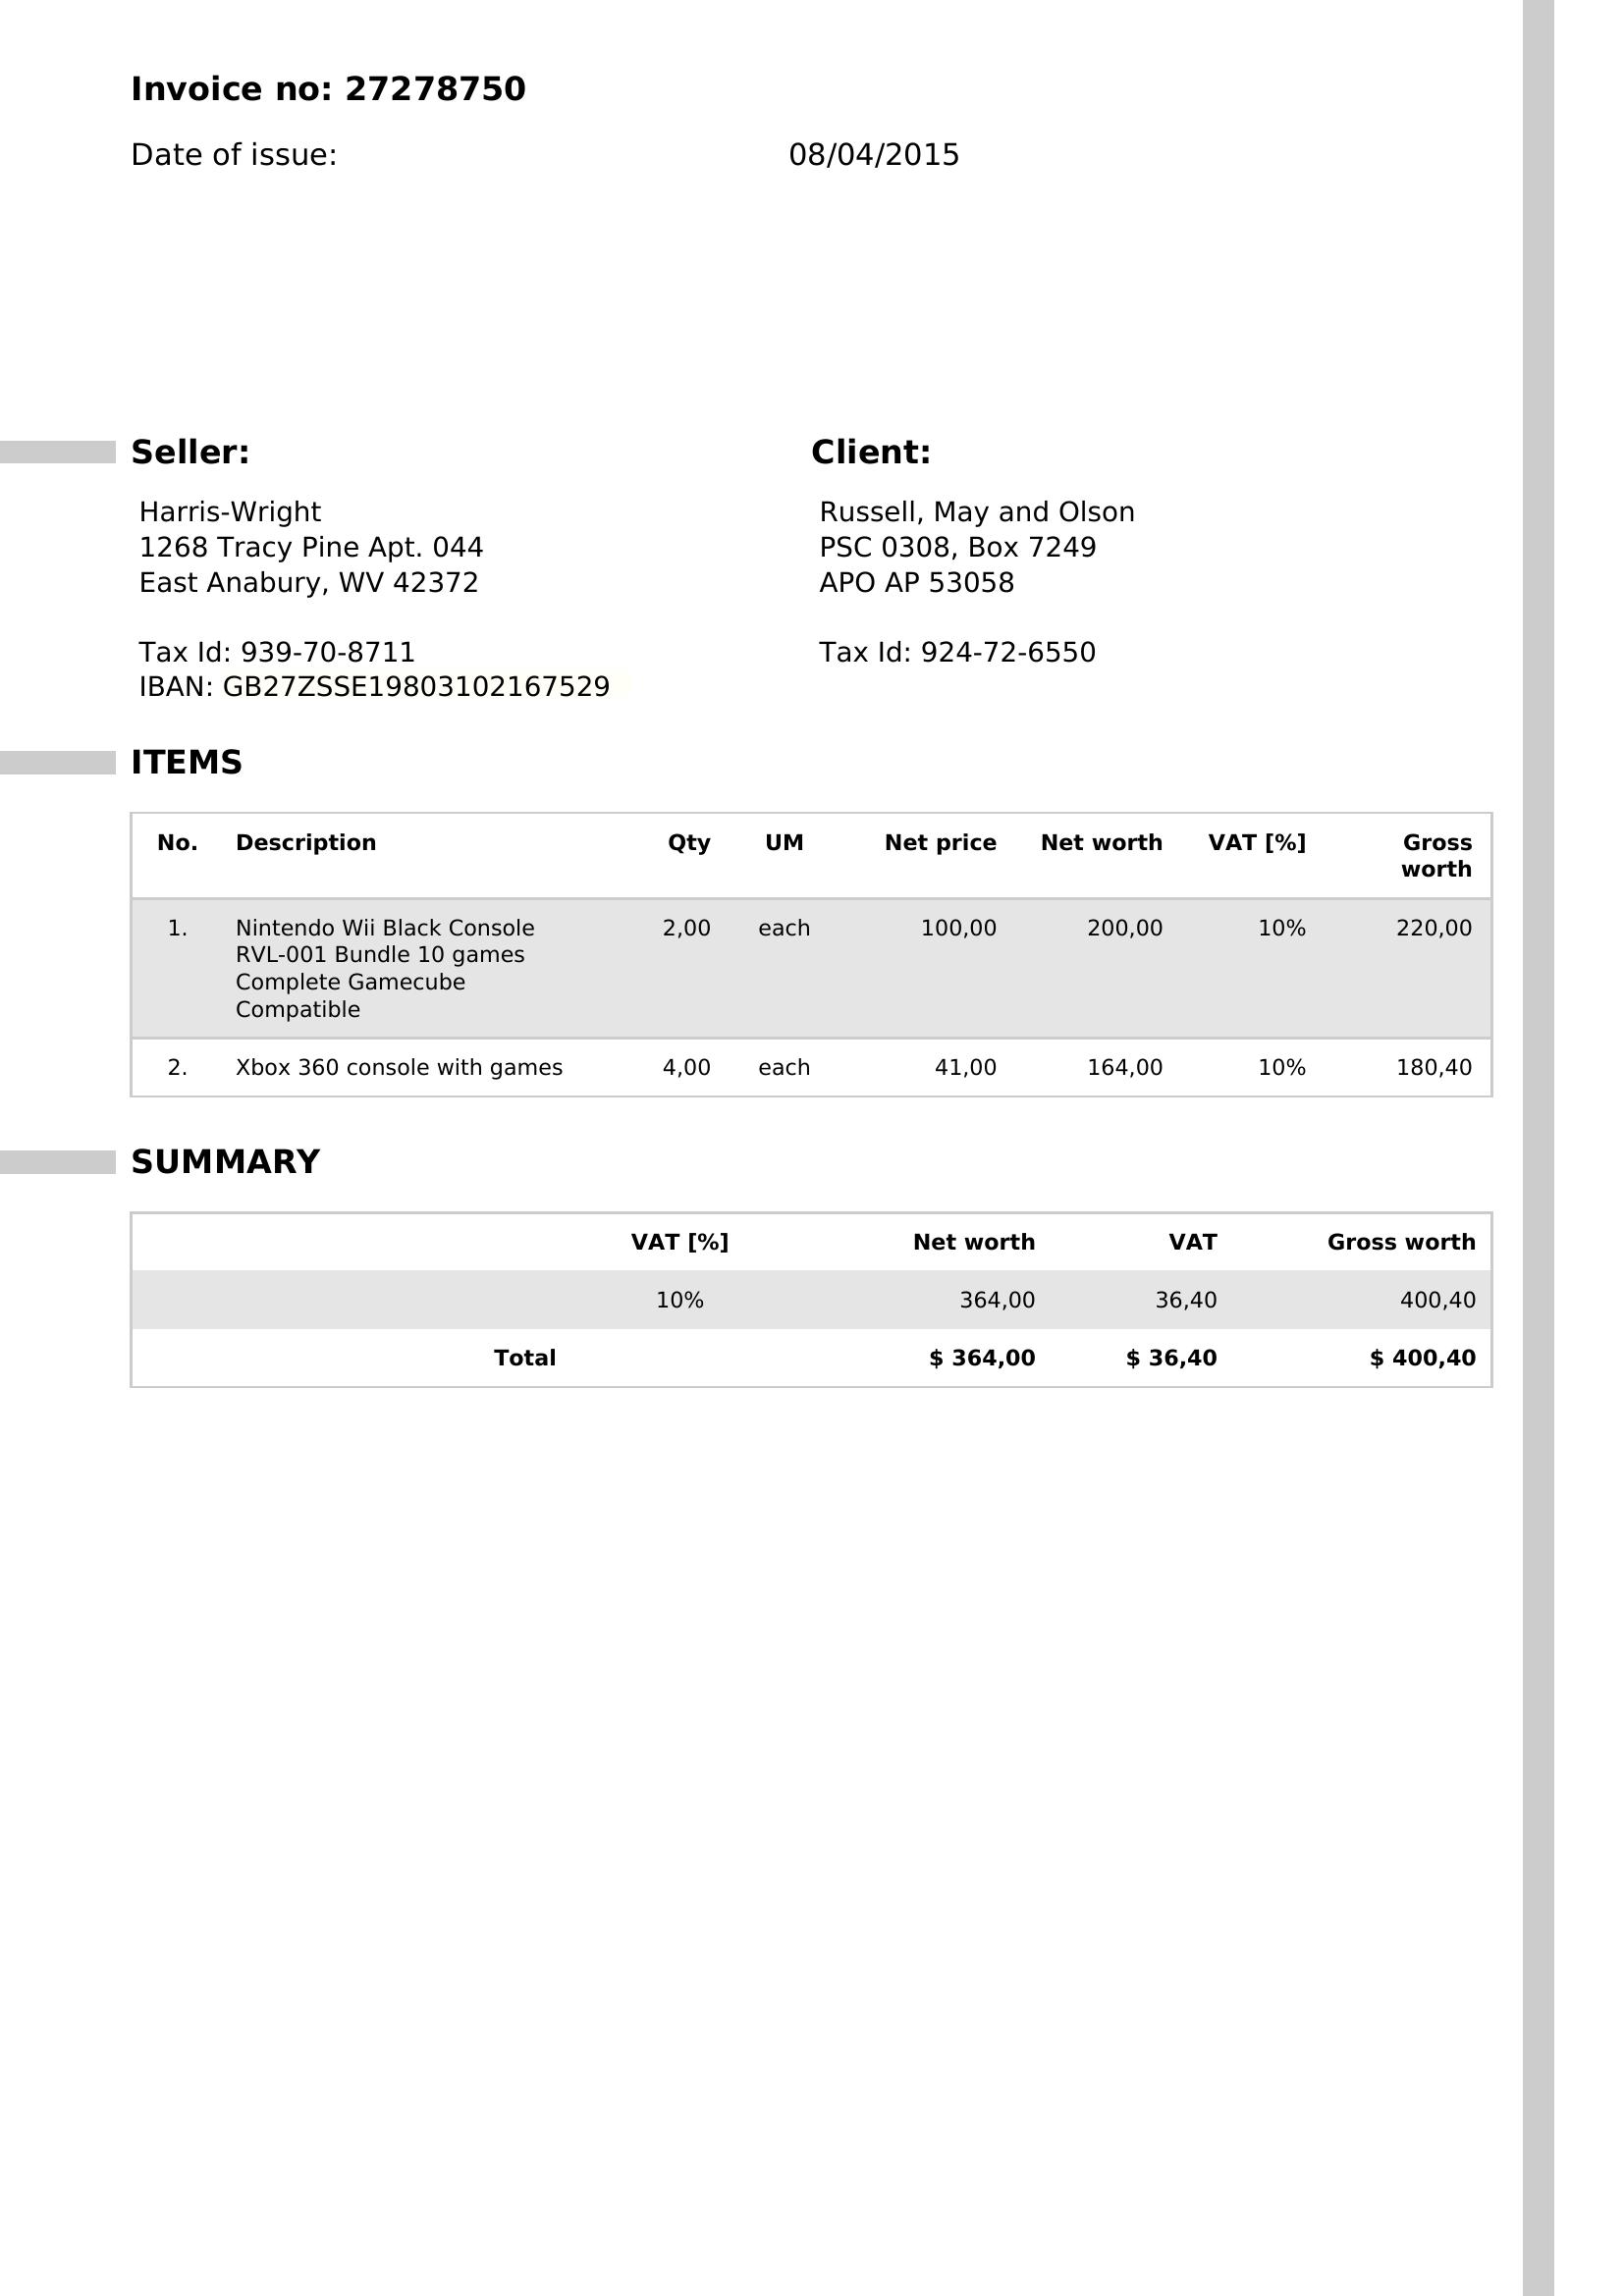 Invoice no: 27278750
Date of issue: 08/04/2015
Seller: Client:
Harris-Wright Russell, May and Olson
1268 Tracy Pine Apt. 044 PSC 0308, Box 7249
East Anabury, WV 42372 APO AP 53058
Tax Id: 939-70-8711 Tax Id: 924-72-6550
IBAN: GB27ZSSE19803102167529
ITEMS
No. Description Qty UM Net price Net worth VAT [%] Gross
worth
1. Nintendo Wii Black Console 2,00 each 100,00 200,00 10% 220,00
RVL-001 Bundle 10 games
Complete Gamecube
Compatible
2. Xbox 360 console with games 4,00 each 41,00 164,00 10% 180,40
SUMMARY
VAT [%] Net worth VAT Gross worth
10% 364,00 36,40 400,40
Total $ 364,00 $ 36,40 $ 400,40